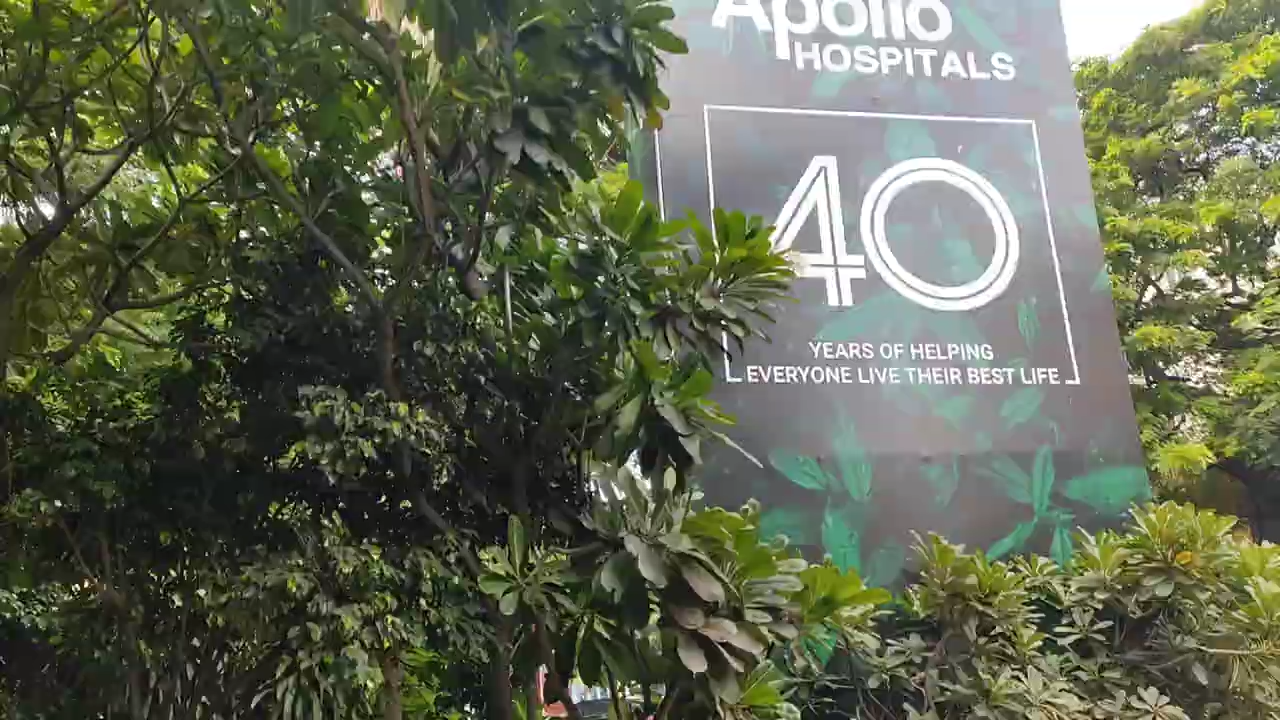 Apollo
HOSPITALS
40
YEARS OF HELPING
EVERYONE LIVE THEIR BEST LIFE